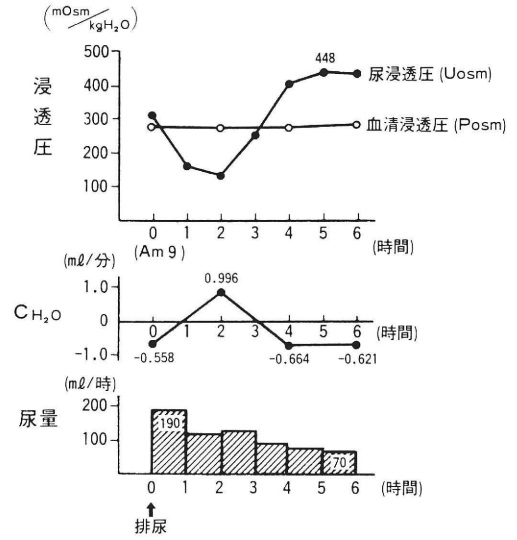 (mOsm/kgH₂O)
浸透圧
500
400
300
200
100
448
尿浸透圧(Uosm)
血清浸透圧(Posm)
0 1 2 3 4 5 6 (時間)
(Am9)
(mℓ/分)
CH₂O
1.0
0
-1.0
0.996
0 1 2 3 4 5 6 (時間)
-0.558
-0.664
-0.621
(mℓ/時)
尿量
200
100
190
70
0 1 2 3 4 5 6 (時間)
排尿